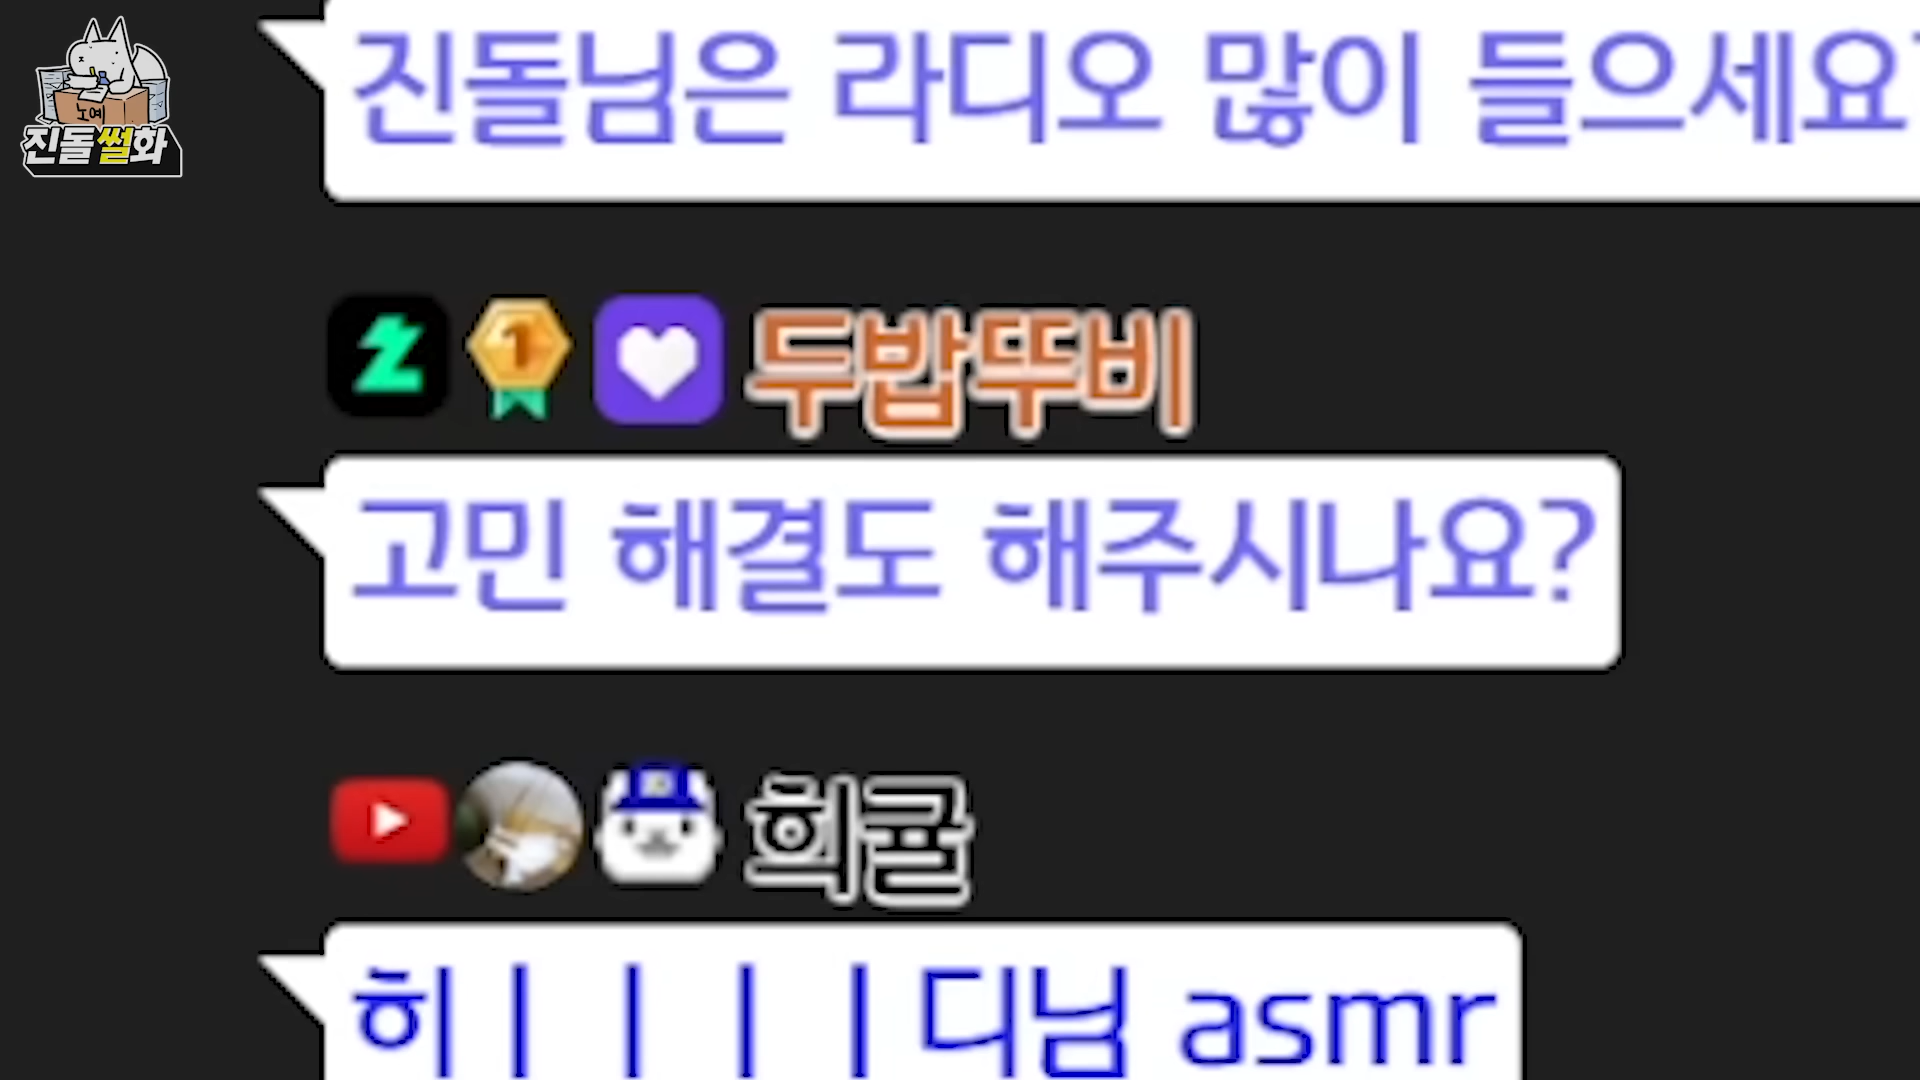 노예
진돌썰화
진돌님은 라디오 많이 들으세요?
두밥뚜비
고민 해결도 해주시나요?
희귤
히ㅣㅣㅣㅣ디님 asmr